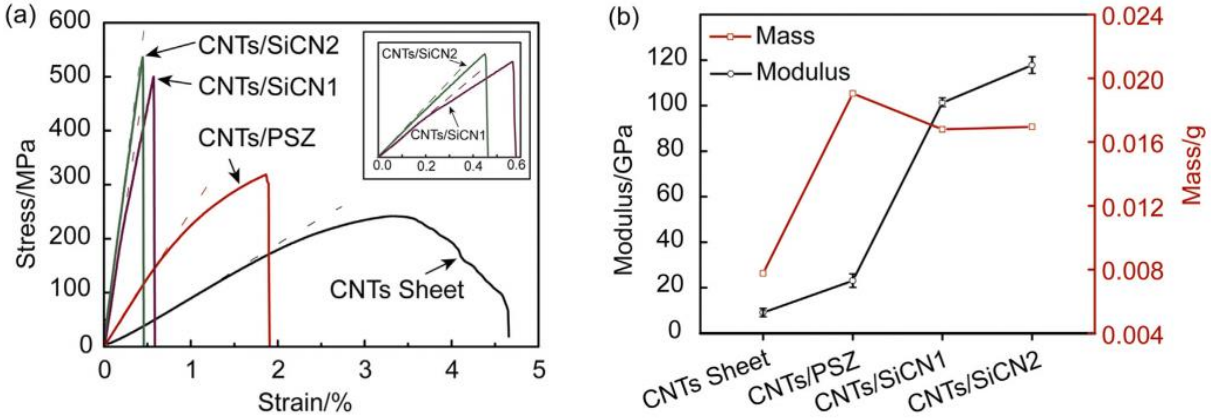 (a)
600
500
400
300
200
100
0
Stress/MPa
0
1
2
3
4
5
Strain/%
CNTs/SiCN2
CNTs/SiCN1
CNTs/PSZ
CNTs Sheet
CNTs/SiCN2
CNTs/SiCN1
0.0
0.2
0.4
0.6
(b)
Mass
Modulus
120
100
80
60
40
20
0
Modulus/GPa
0.024
0.020
0.016
0.012
0.008
0.004
Mass/g
CNTs Sheet
CNTs/PSZ
CNTs/SiCN1
CNTs/SiCN2